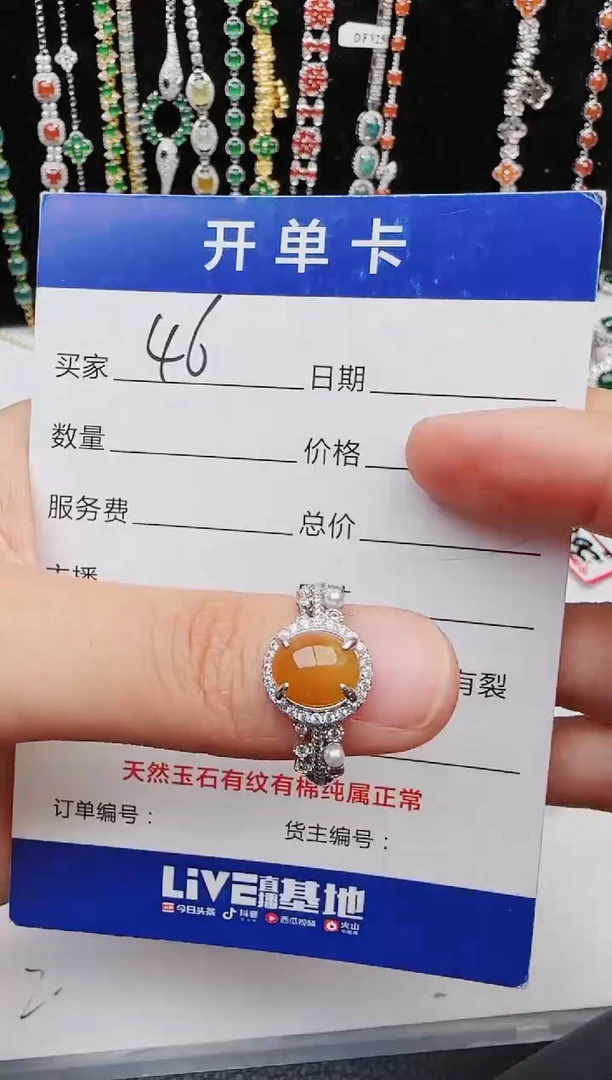 开单卡
买家 46 日期
数量 价格
服务费 总价
主播
有裂
天然玉石有纹有棉纯属正常
订单编号: 货主编号:
LiVE直播基地
今日头条 抖音 西瓜视频 火山